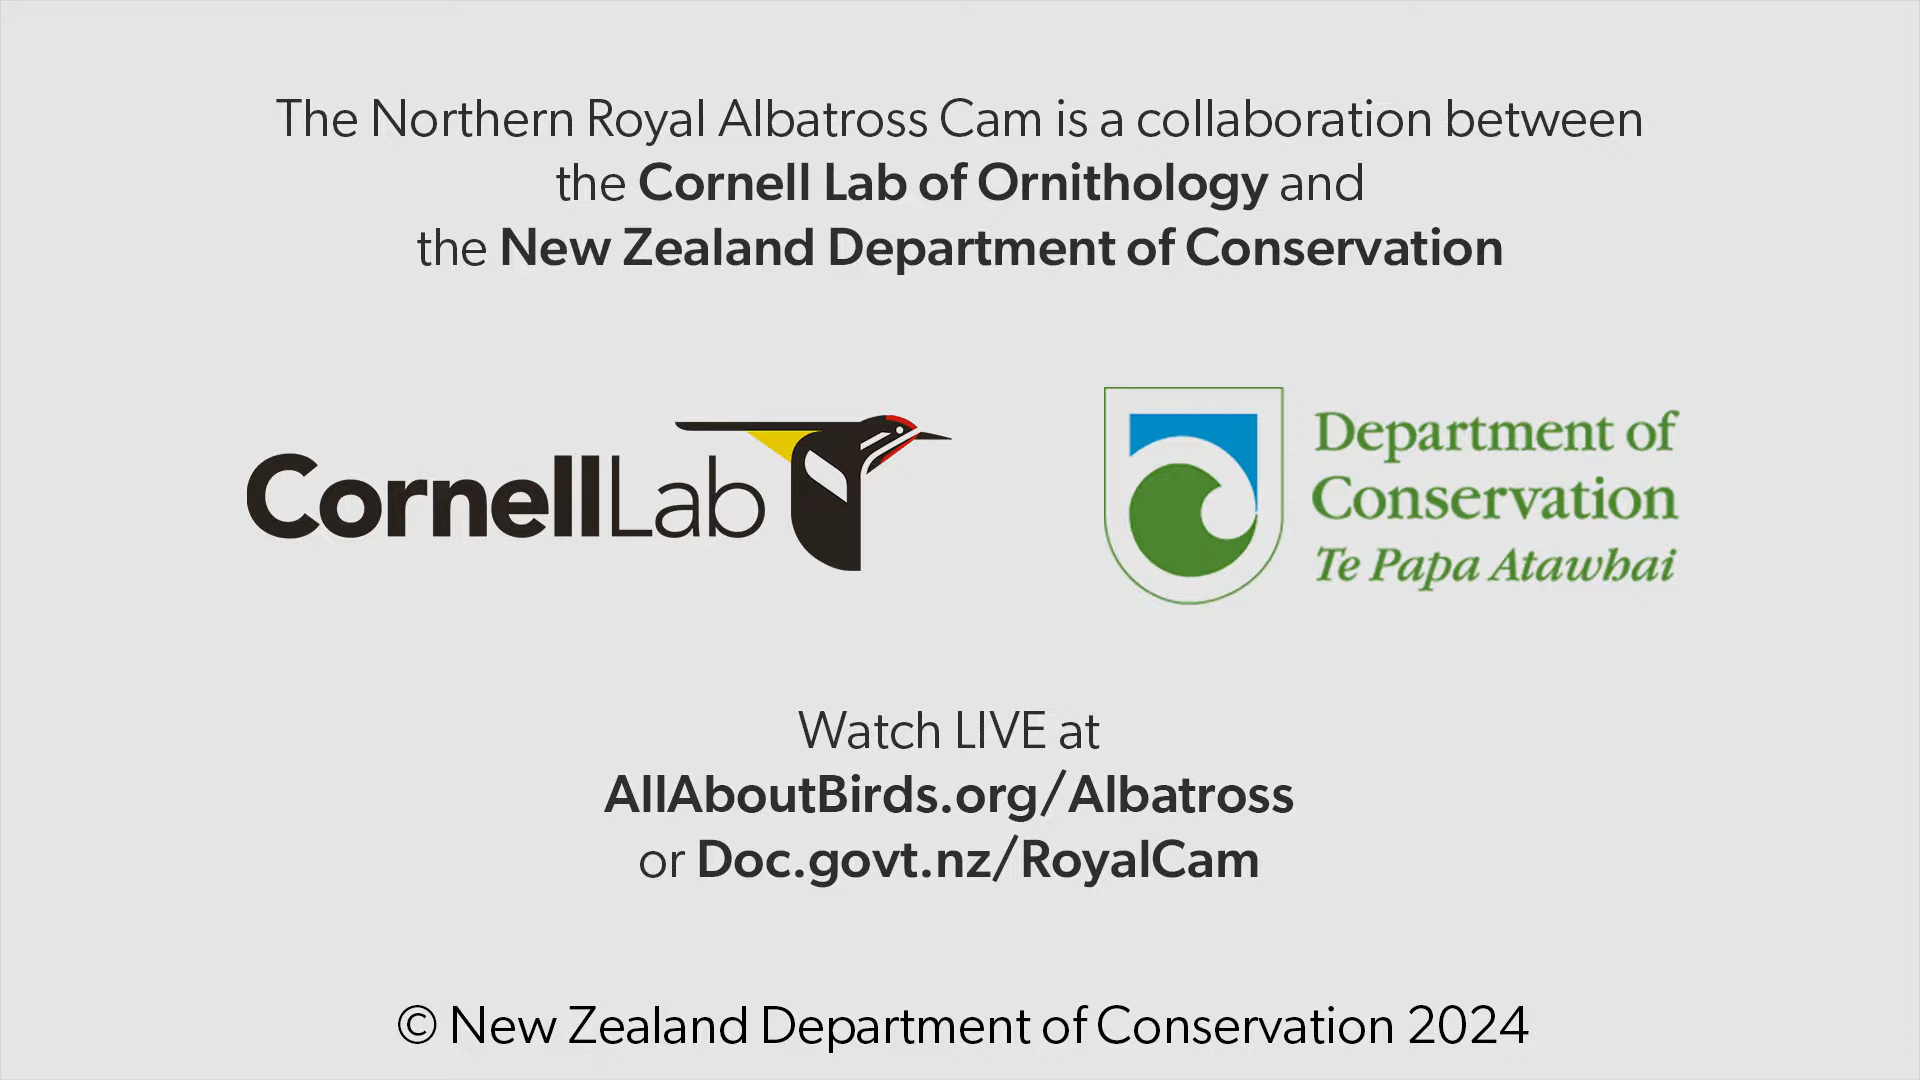 The Northern Royal Albatross Cam is a collaboration between
the Cornell Lab of Ornithology and
the New Zealand Department of Conservation
CornellLab
Department of
Conservation
Te Papa Atawhai
Watch LIVE at
AllAboutBirds.org/Albatross
or Doc.govt.nz/RoyalCam
© New Zealand Department of Conservation 2024